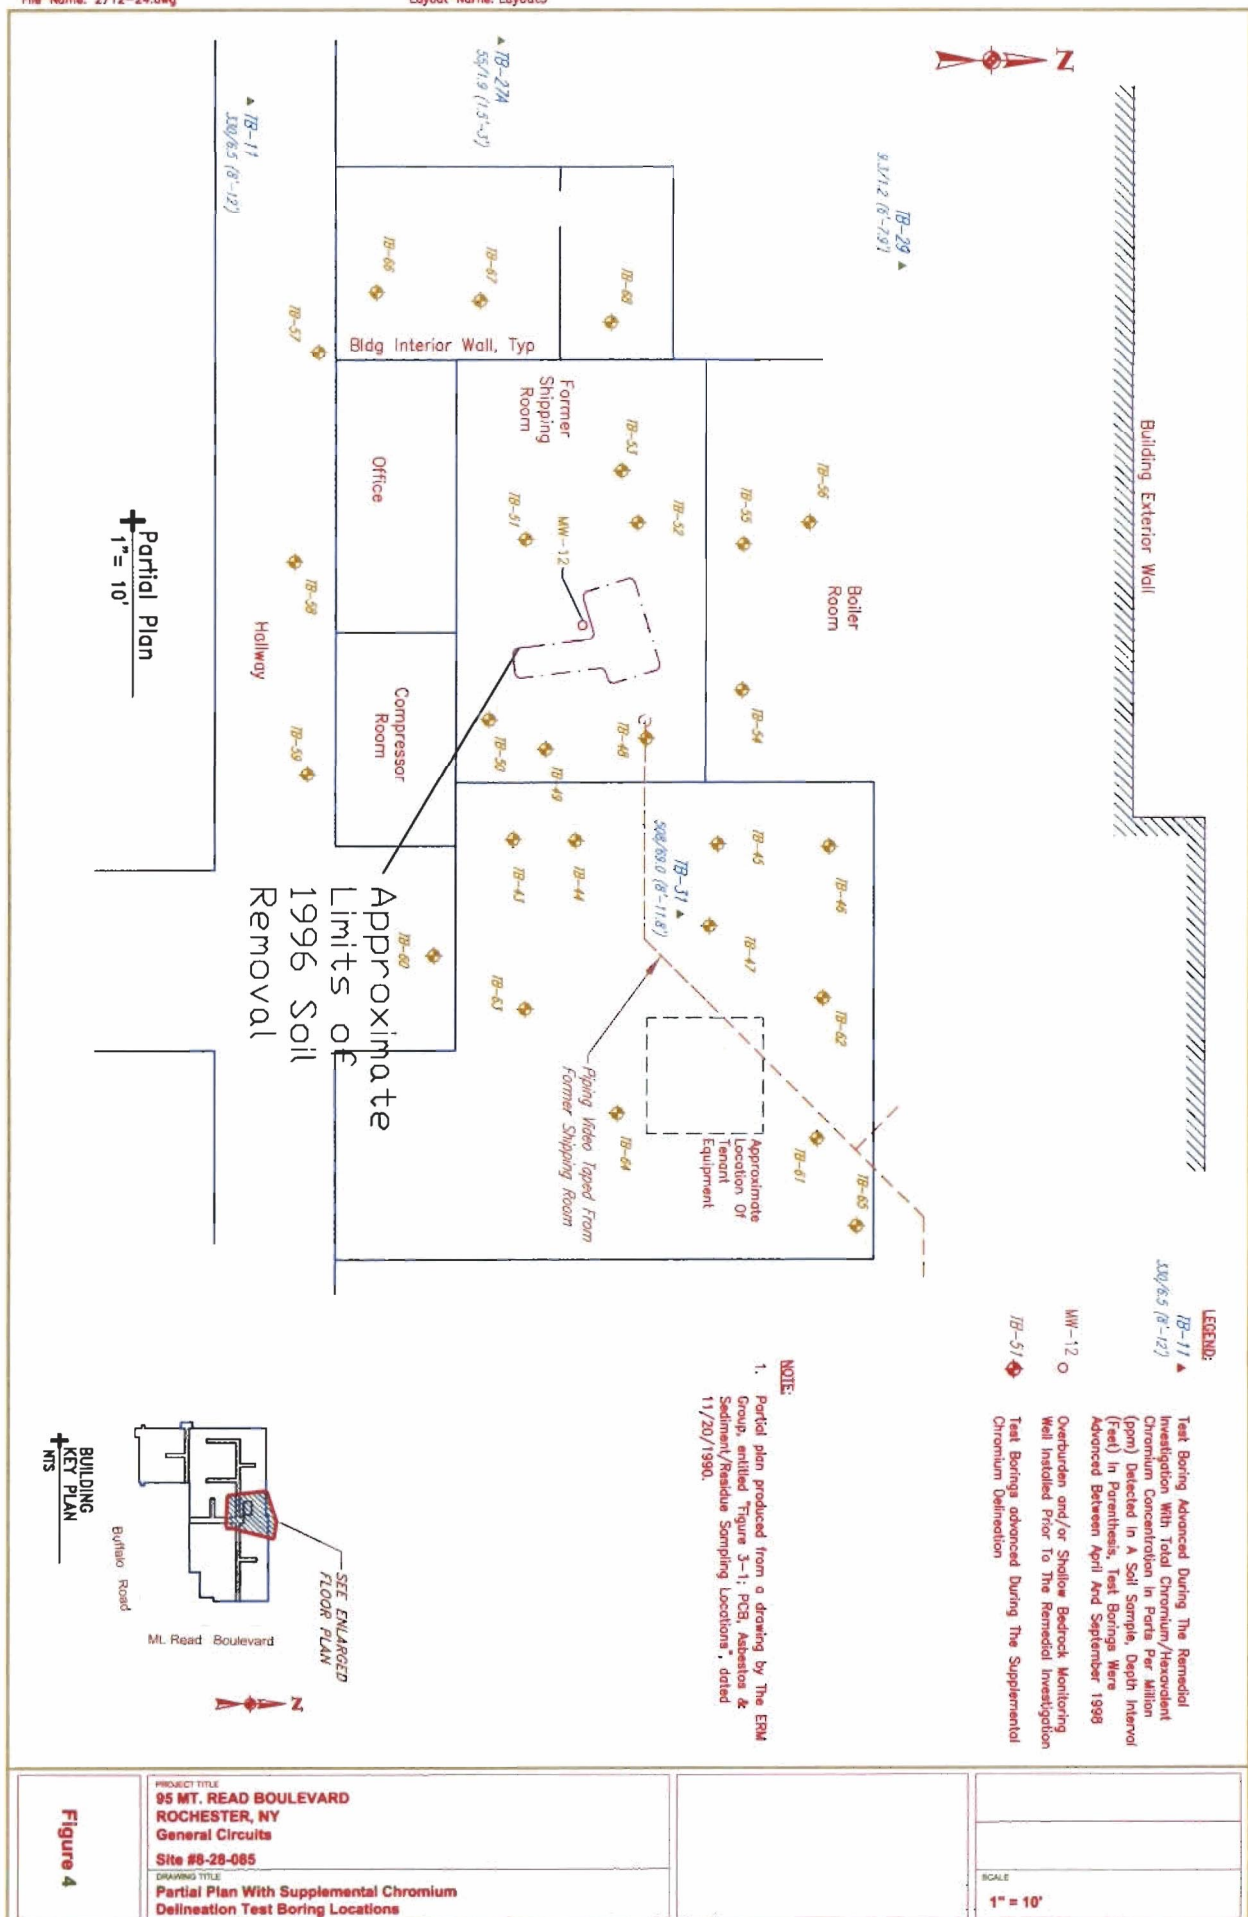 File Name: 2712-24.dwg
Layout Name: Layout5
N
TB-27A
55/1.9 (1.5'-3')
TB-11
330/6.5 (8'-12')
TB-29
9.3/1.2 (6'-7.9')
TB-66
TB-67
TB-68
TB-57
Bldg Interior Wall, Typ
Building Exterior Wall
Former
Shipping
Room
TB-53
TB-52
TB-51
MW-12
TB-56
TB-55
Boiler
Room
Office
Partial Plan
1"= 10'
TB-58
Hallway
TB-59
Compressor
Room
TB-50
TB-49
TB-48
TB-54
TB-45
TB-46
TB-31
508/69.0 (8'-11.8')
TB-43
TB-44
TB-47
TB-62
TB-60
TB-63
Approximate
Limits of
1996 Soil
Removal
TB-64
Piping Video Taped From
Former Shipping Room
Approximate
Location Of
Tenant
Equipment
TB-61
TB-65
LEGEND:
TB-11
330/6.5 (8'-12')
Test Boring Advanced During The Remedial
Investigation With Total Chromium/Hexavalent
Chromium Concentration In Parts Per Million
(ppm) Detected In A Soil Sample, Depth Interval
(Feet) In Parenthesis, Test Borings Were
Advanced Between April And September 1998
MW-12
Overburden and/or Shallow Bedrock Monitoring
Well Installed Prior To The Remedial Investigation
TB-51
Test Borings advanced During The Supplemental
Chromium Delineation
NOTE:
1. Partial plan produced from a drawing by The ERM
Group, entitled "Figure 3-1; PCB, Asbestos &
Sediment/Residue Sampling Locations", dated
11/20/1990.
BUILDING
KEY PLAN
NTS
Buffalo Road
Mt. Read Boulevard
SEE ENLARGED
FLOOR PLAN
N
Figure 4
PROJECT TITLE
95 MT. READ BOULEVARD
ROCHESTER, NY
General Circuits
Site #8-28-085
DRAWING TITLE
Partial Plan With Supplemental Chromium
Delineation Test Boring Locations
SCALE
1" = 10'